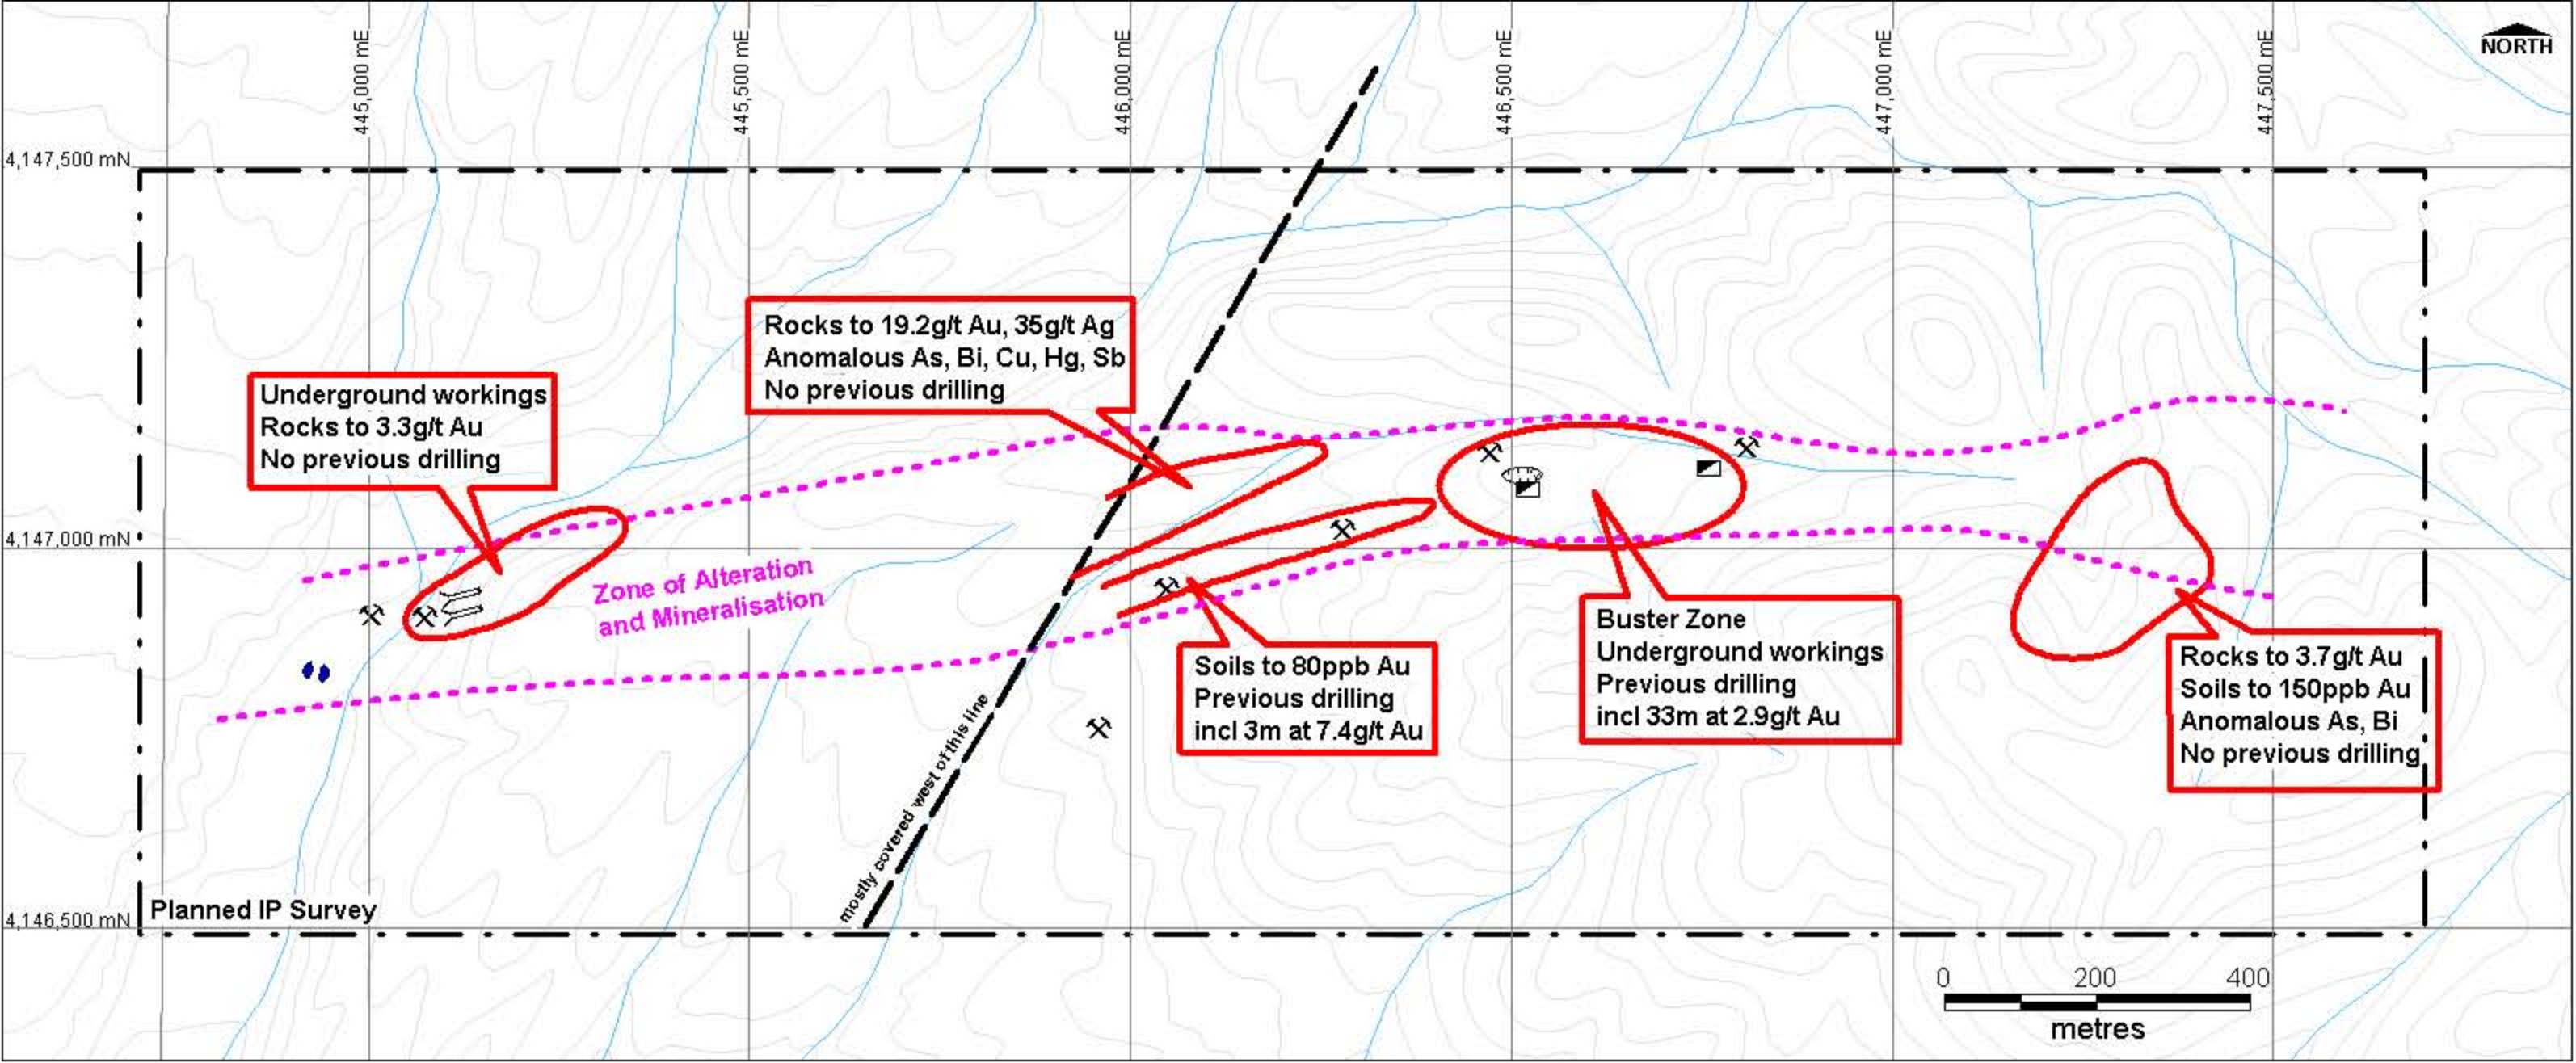 NORTH
445,000 mE
445,500 mE
446,000 mE
446,500 mE
447,000 mE
447,500 mE
4,147,500 mN
Rocks to 19.2g/t Au, 35g/t Ag
Anomalous As, Bi, Cu, Hg, Sb
No previous drilling
Underground workings
Rocks to 3.3g/t Au
No previous drilling
4,147,000 mN
Zone of Alteration
and Mineralisation
Buster Zone
Underground workings
Previous drilling
incl 33m at 2.9g/t Au
Soils to 80ppb Au
Previous drilling
incl 3m at 7.4g/t Au
Rocks to 3.7g/t Au
Soils to 150ppb Au
Anomalous As, Bi
No previous drilling
mostly covered west of this line
4,146,500 mN
Planned IP Survey
0 200 400
metres